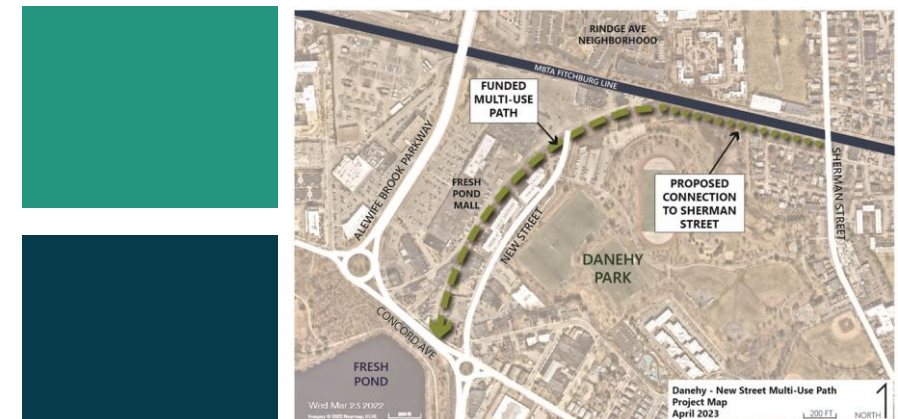 RINDGE AVE
NEIGHBORHOOD
MBTA FITCHBURG LINE
FUNDED
MULTI-USE
PATH
ALEWIFE BROOK PARKWAY
FRESH
POND
MALL
NEW STREET
PROPOSED
CONNECTION
TO SHERMAN
STREET
SHERMAN STREET
DANEHY
PARK
CONCORD AVE
FRESH
POND
Wed Mar 23 2022
Danehy - New Street Multi-Use Path
Project Map
April 2023
200 FT
NORTH